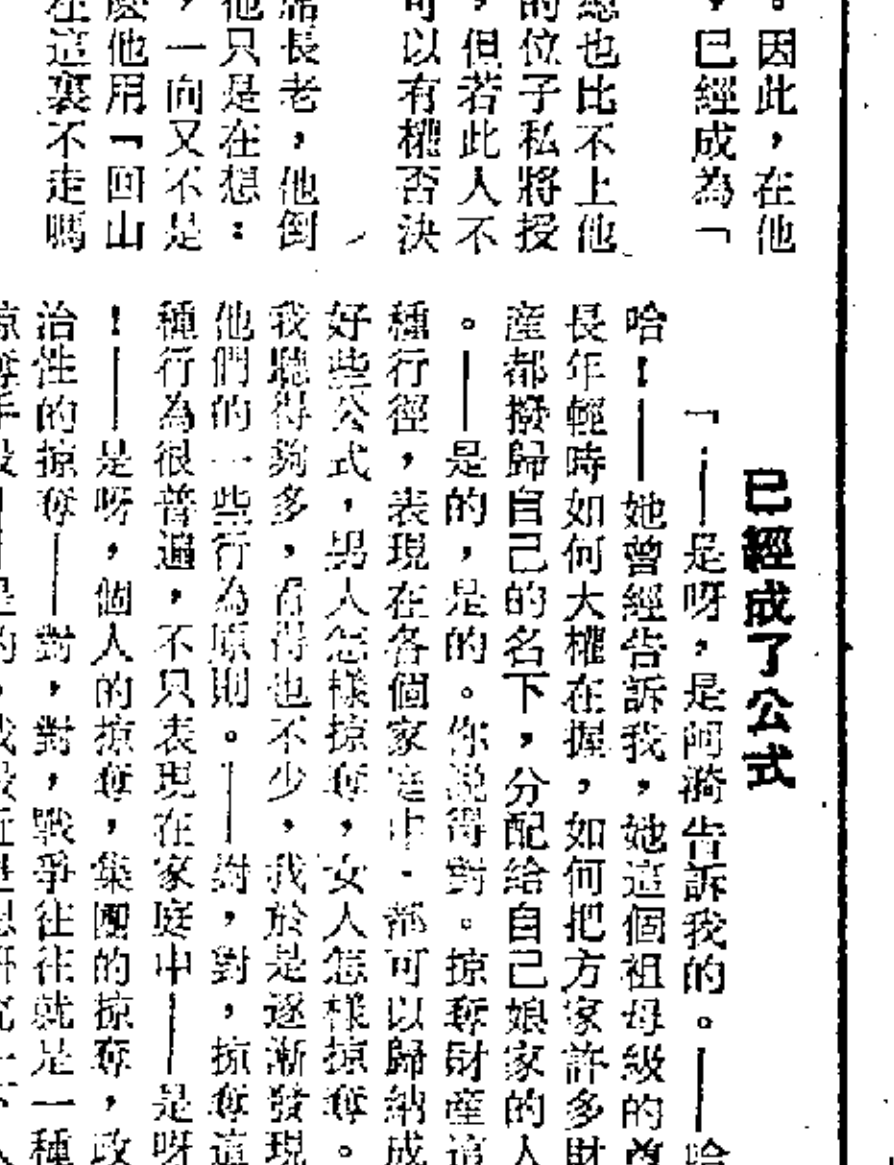 。因此，在他
，已經成為「
總也比不上他
的位子私將授
，但若此人不
可以有權否決
席長老，他倒
他只是在想：
，一向又不是
麼他用「回山
在這裏不走嗎
已經成了公式
「……是呀，是阿漪告訴我的。——哈
哈！——她曾經告訴我，她這個祖母級的
長年輕時如何大權在握，如何把方家許多財
產都撥歸自己的名下，分配給自己娘家的人
。——是的，是的。你說得對。掠奪財產這
種行徑，表現在各個家庭中，都可以歸納成
好些公式，男人怎樣掠奪，女人怎樣掠奪。
我聽得夠多，看得也不少，我於是逐漸發現
他們的一些行為原則。——對，對，掠奪這
種行為很普遍，不只表現在家庭中——是呀
！——是呀，個人的掠奪，集團的掠奪，政
治性的掠奪——對，對，戰爭往往就是一種